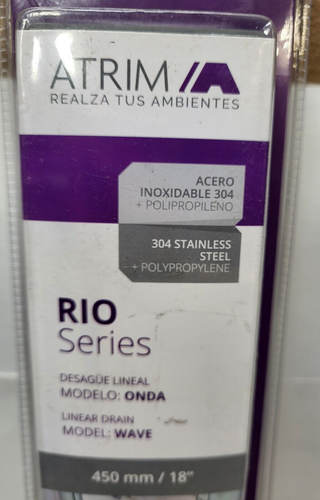 ATRIM
REALZA TUS AMBIENTES
ACERO
INOXIDABLE 304
+ POLIPROPILENO
304 STAINLESS
STEEL
+ POLYPROPYLENE
RIO
Series
DESAGÜE LINEAL
MODELO: ONDA
LINEAR DRAIN
MODEL: WAVE
450 mm / 18"